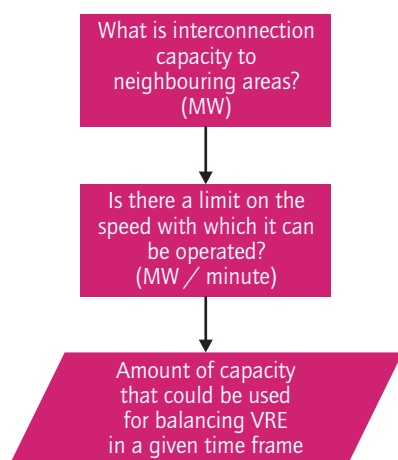 What is interconnection
capacity to
neighbouring areas?
(MW)
Is there a limit on the
speed with which it can
be operated?
(MW / minute)
Amount of capacity
that could be used
for balancing VRE
in a given time frame